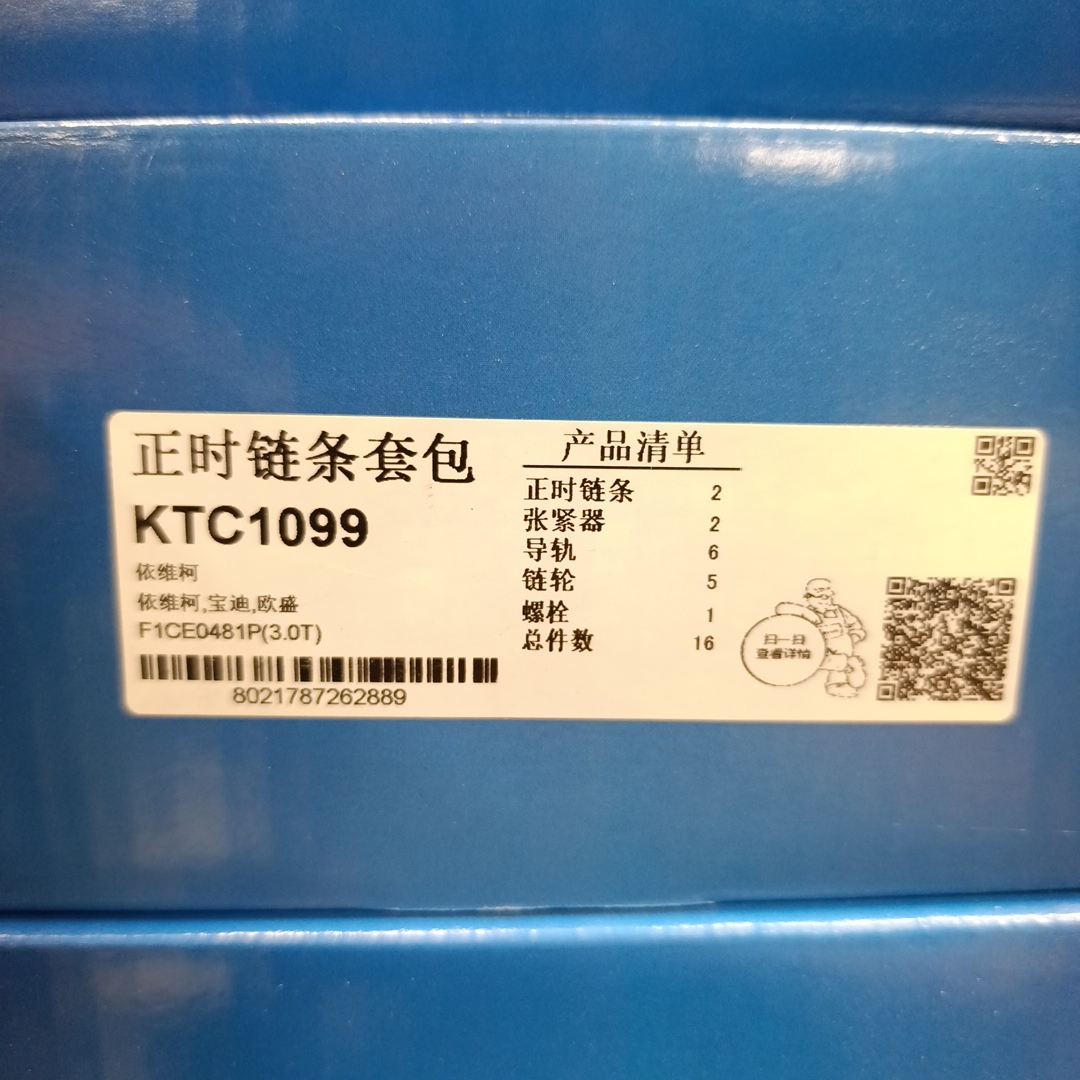 正时链条套包
KTC1099
依维柯
依维柯,宝迪,欧盛
F1CE0481P(3.0T)
8021787262889
产品清单
正时链条 2
张紧器 2
导轨 6
链轮 5
螺栓 1
总件数 16
扫一扫
查看详情